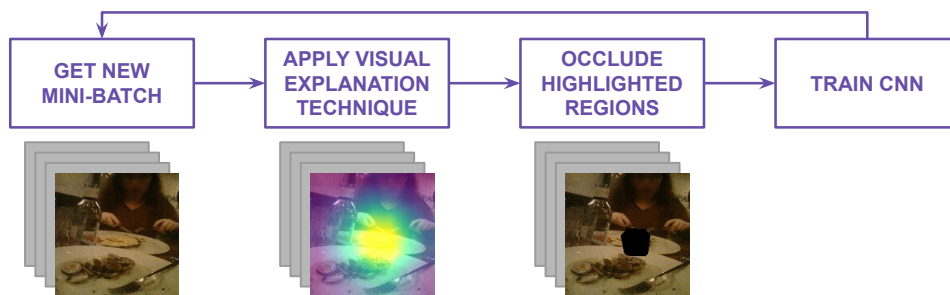 GET NEW
MINI-BATCH
APPLY VISUAL
EXPLANATION
TECHNIQUE
OCCLUDE
HIGHLIGHTED
REGIONS
TRAIN CNN